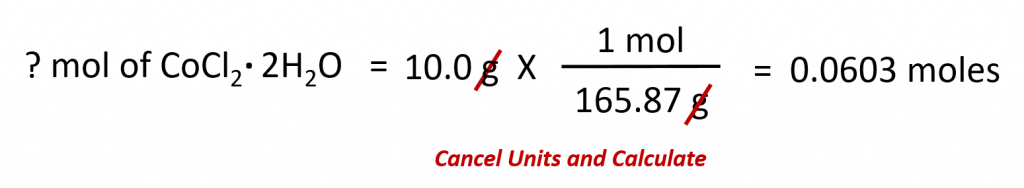 ? mol of CoCl₂· 2H₂O = 10.0 g X 1 mol / 165.87 g = 0.0603 moles
Cancel Units and Calculate